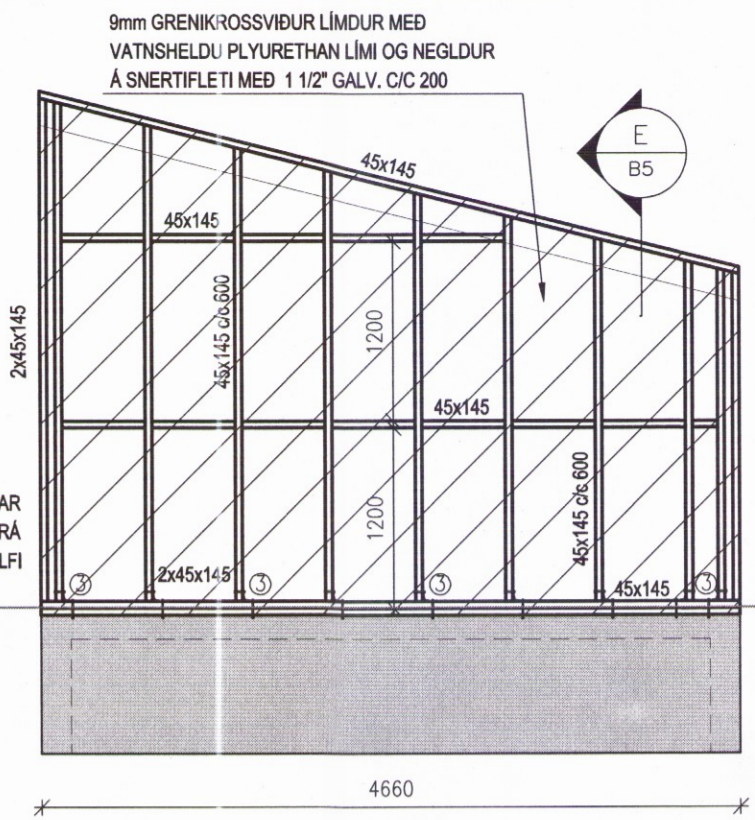 9mm GRENIKROSSVIÐUR LÍMDUR MEÐ
VATNSHELDU PLYURETHAN LÍMI OG NEGLDUR
Á SNERTIFLETI MEÐ 1 1/2" GALV. C/C 200
E
B5
45x145
45x145
2x45x145
45x145 c/c 600
1200
45x145
1200
45x145 c/c 600
AR
RÁ
LFI
3
2x45x145
3
3
45x145
3
4660